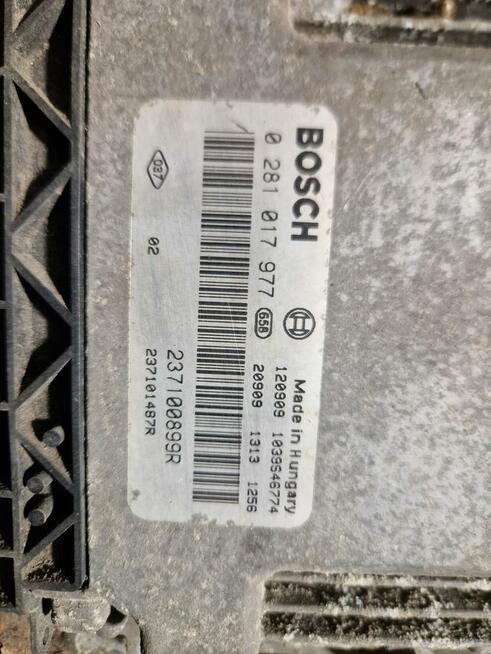 BOSCH
0 281 017 977
658
Made in Hungary
120909 1039S46774
20909 1313 1256
037
02
237100899R
237101487R